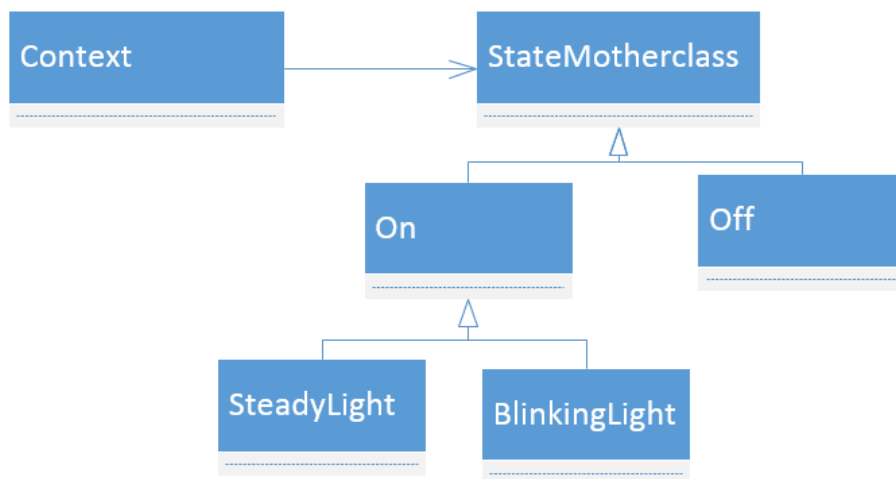 Context
StateMotherclass
On
Off
SteadyLight
BlinkingLight